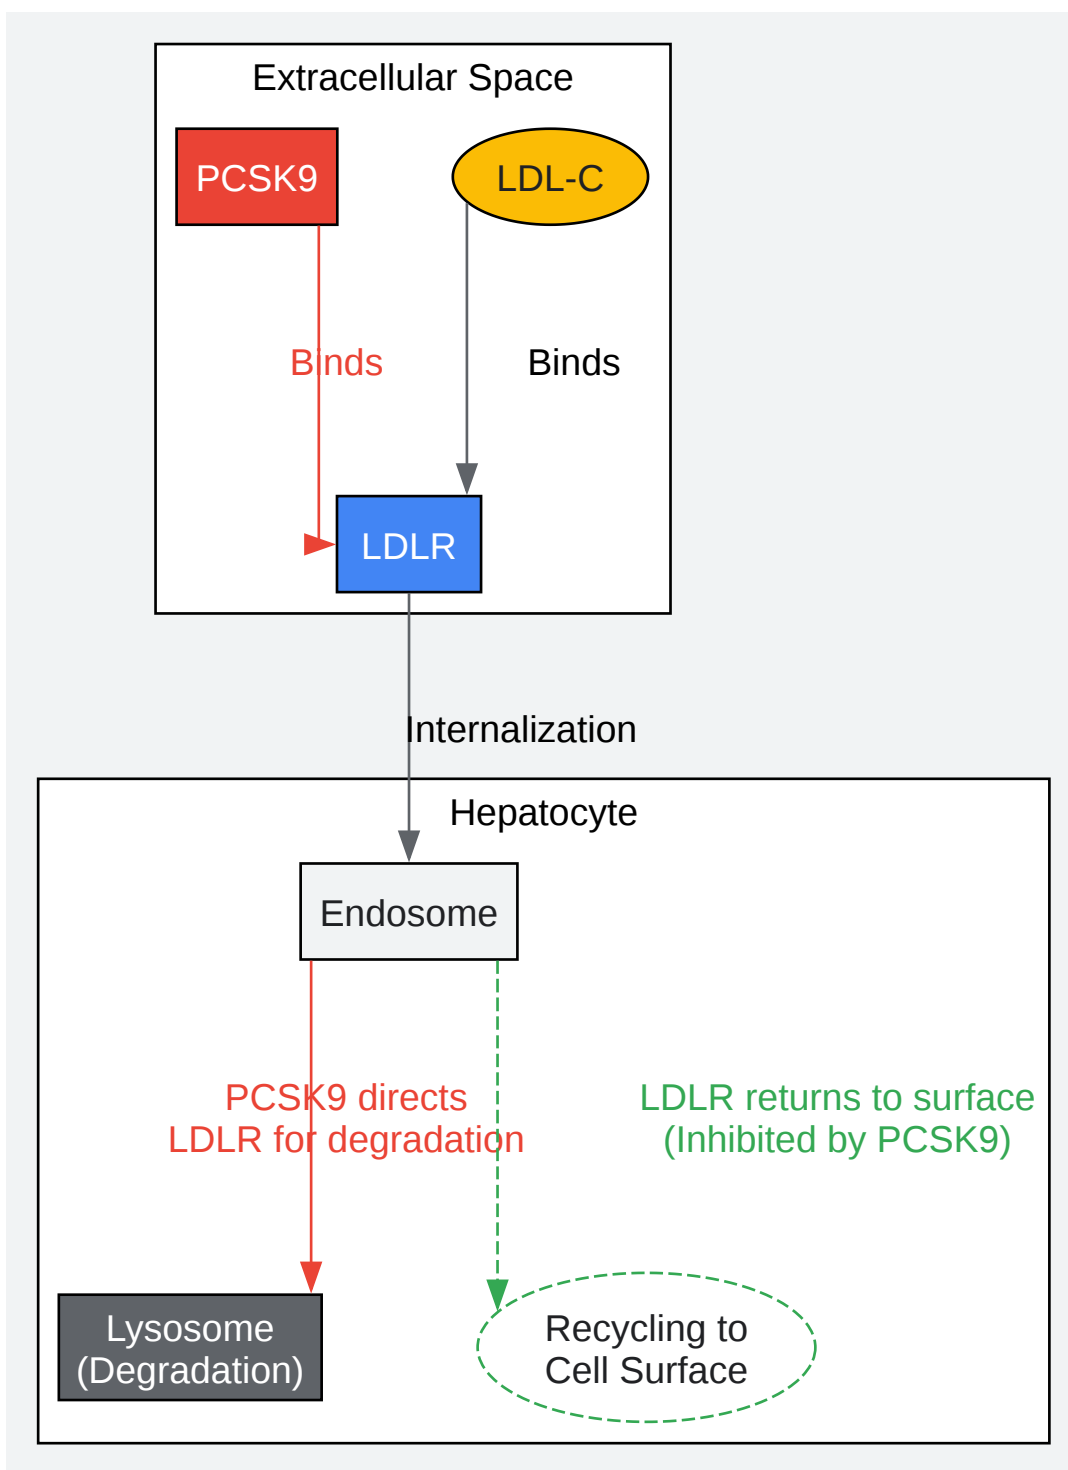 Extracellular Space
PCSK9
LDL-C
Binds
Binds
LDLR
Internalization
Hepatocyte
Endosome
PCSK9 directs
LDLR for degradation
LDLR returns to surface
(Inhibited by PCSK9)
Lysosome
(Degradation)
Recycling to
Cell Surface